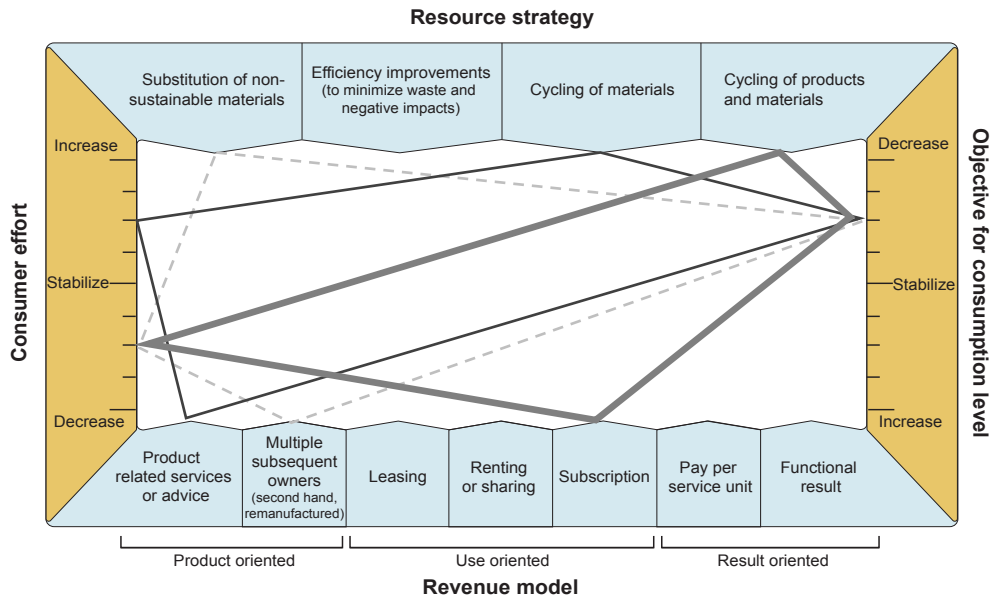 Resource strategy
Substitution of non-
sustainable materials
Efficiency improvements
(to minimize waste and
negative impacts)
Cycling of materials
Cycling of products
and materials
Consumer effort
Increase
Stabilize
Decrease
Objective for consumption level
Decrease
Stabilize
Increase
Product
related services
or advice
Multiple
subsequent
owners
(second hand,
remanufactured)
Leasing
Renting
or sharing
Subscription
Pay per
service unit
Functional
result
Product oriented
Use oriented
Result oriented
Revenue model